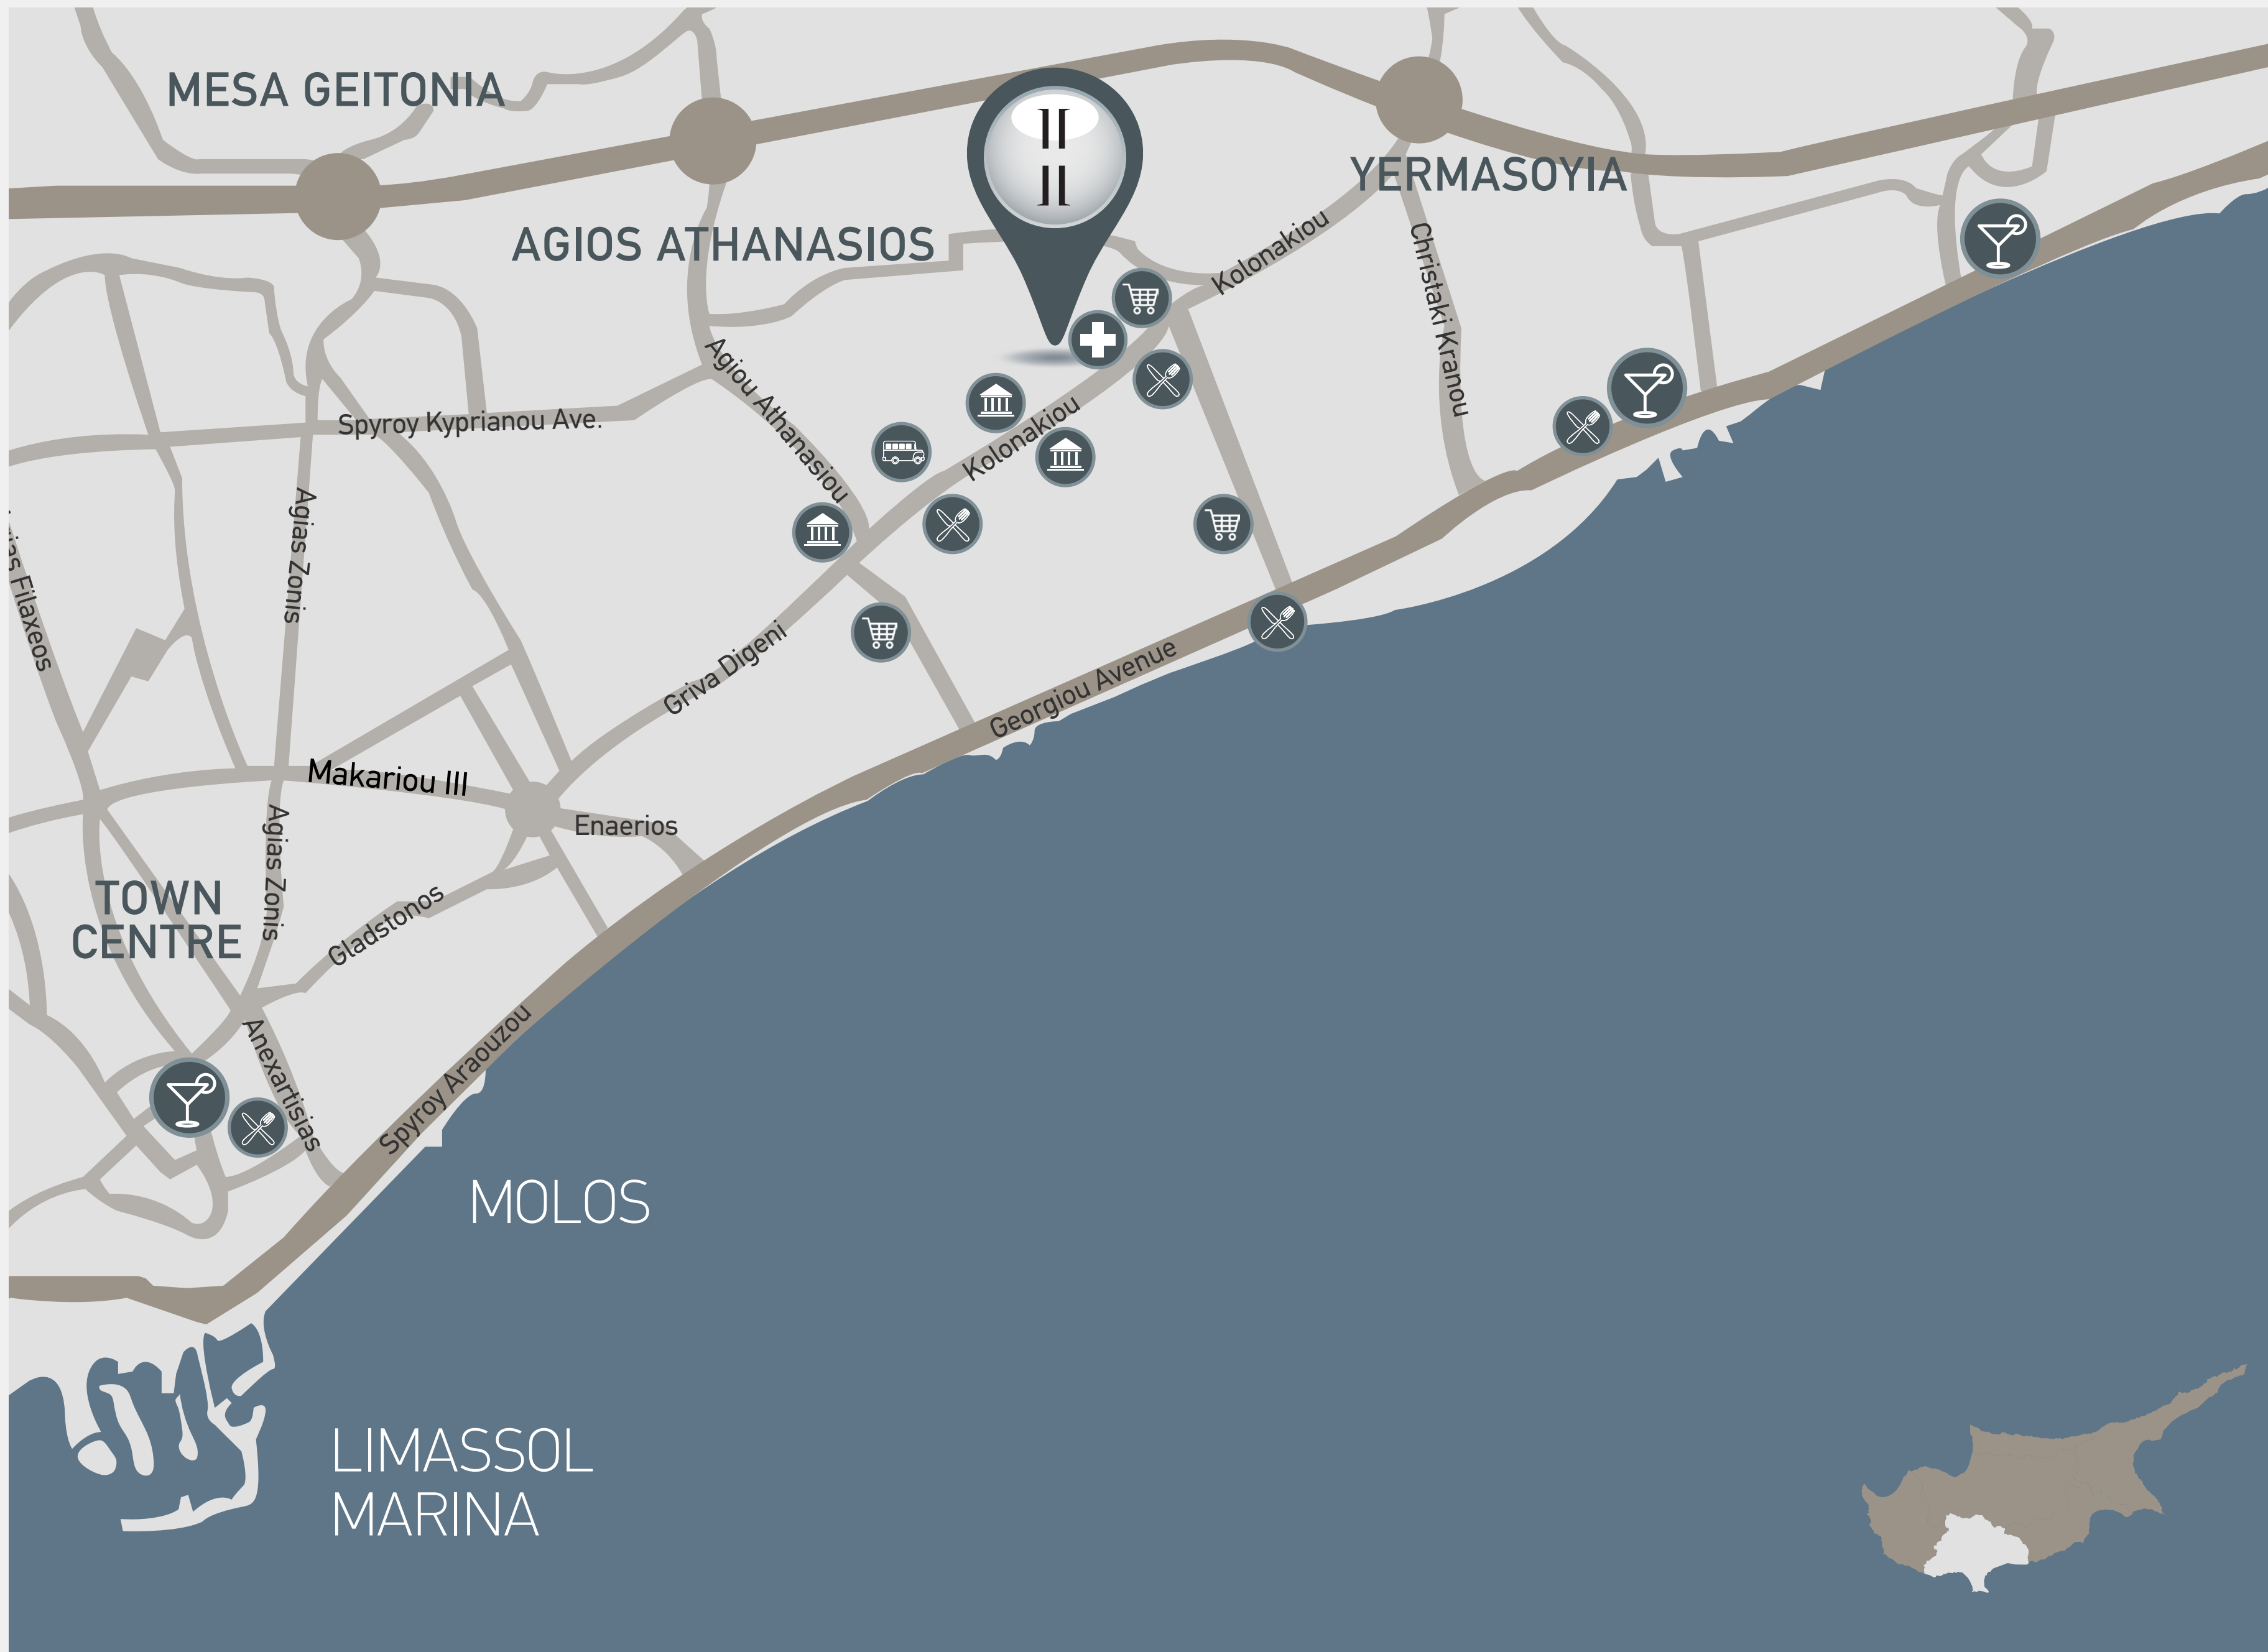 MESA GEITONIA
YERMASOYIA
AGIOS ATHANASIOS
Kolonakiou
Christaki Kranou
Agiou Athanasiou
Spyroy Kyprianou Ave.
Kolonakiou
Agias Zonis
Filaxeos
Griva Digeni
Georgiou Avenue
Makariou III
Enaerios
Agias Zonis
TOWN
CENTRE
Gladstonos
Anexartisias
Spyroy Araouzou
MOLOS
LIMASSOL
MARINA